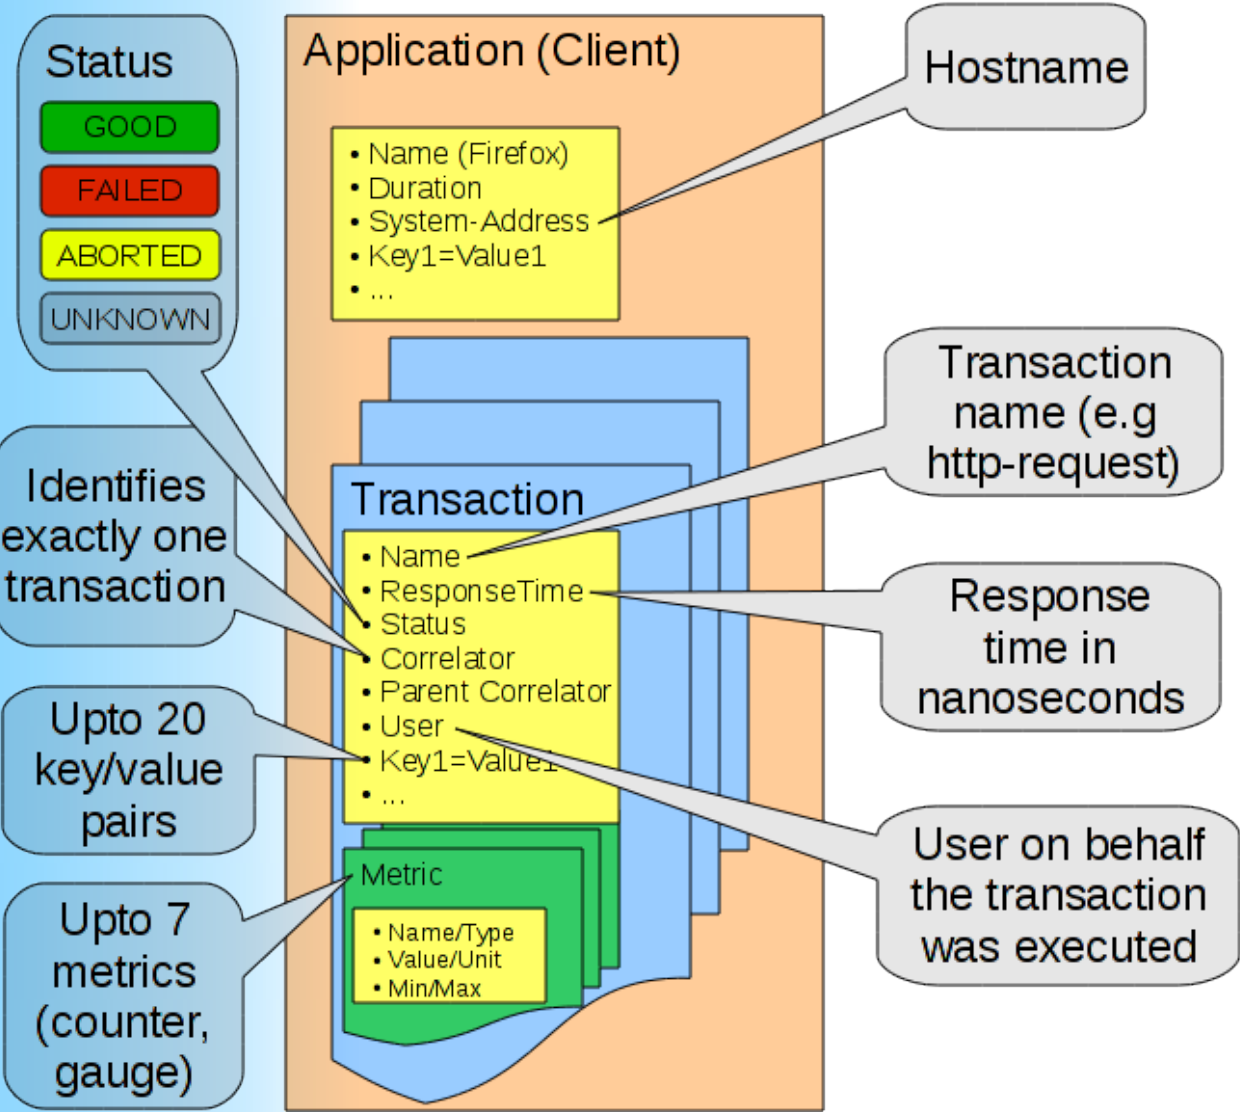 Status
GOOD
FAILED
ABORTED
UNKNOWN
Application (Client)
Hostname
• Name (Firefox)
• Duration
• System-Address
• Key1=Value1
• ...
Transaction
name (e.g
http-request)
Identifies
exactly one
transaction
Transaction
• Name
• ResponseTime
• Status
• Correlator
• Parent Correlator
• User
• Key1=Value1
• ...
Response
time in
nanoseconds
Upto 20
key/value
pairs
User on behalf
the transaction
was executed
Upto 7
metrics
(counter,
gauge)
Metric
• Name/Type
• Value/Unit
• Min/Max